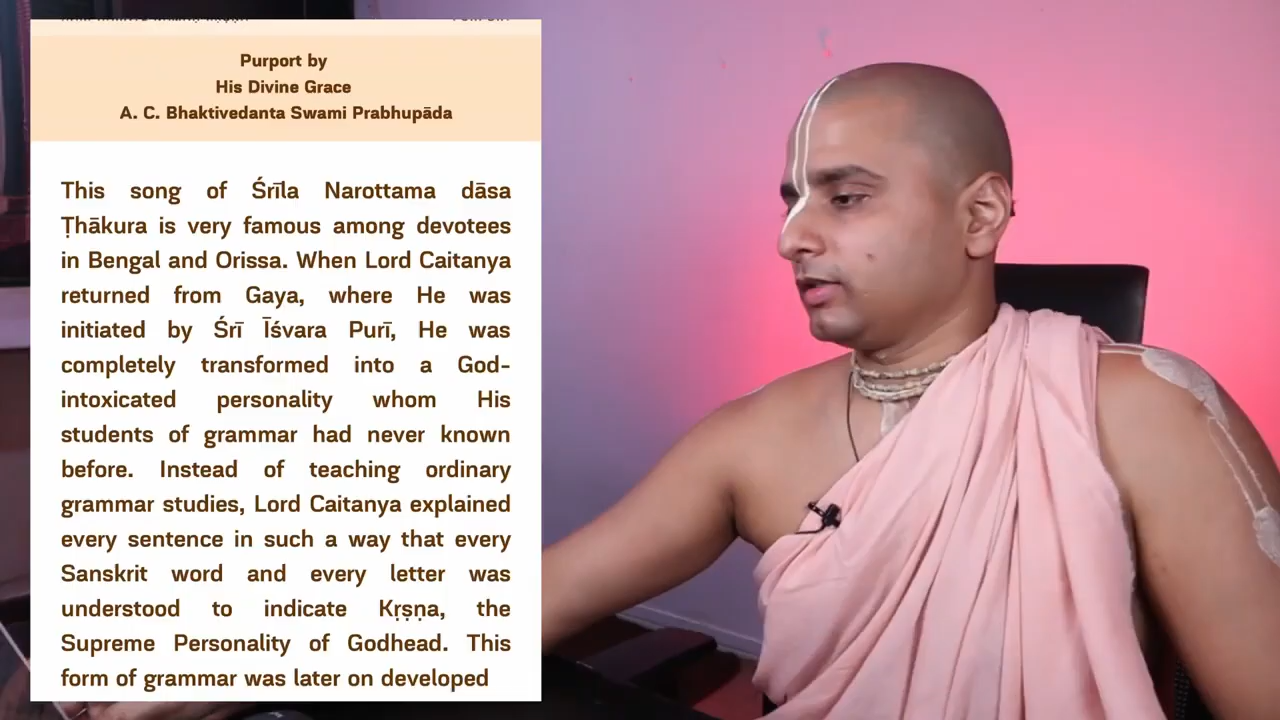 Purport by
His Divine Grace
A. C. Bhaktivedanta Swami Prabhupāda
This song of Śrīla Narottama dāsa
Ṭhākura is very famous among devotees
in Bengal and Orissa. When Lord Caitanya
returned from Gaya, where He was
initiated by Śrī Īśvara Purī, He was
completely transformed into a God-
intoxicated personality whom His
students of grammar had never known
before. Instead of teaching ordinary
grammar studies, Lord Caitanya explained
every sentence in such a way that every
Sanskrit word and every letter was
understood to indicate Kṛṣṇa, the
Supreme Personality of Godhead. This
form of grammar was later on developed